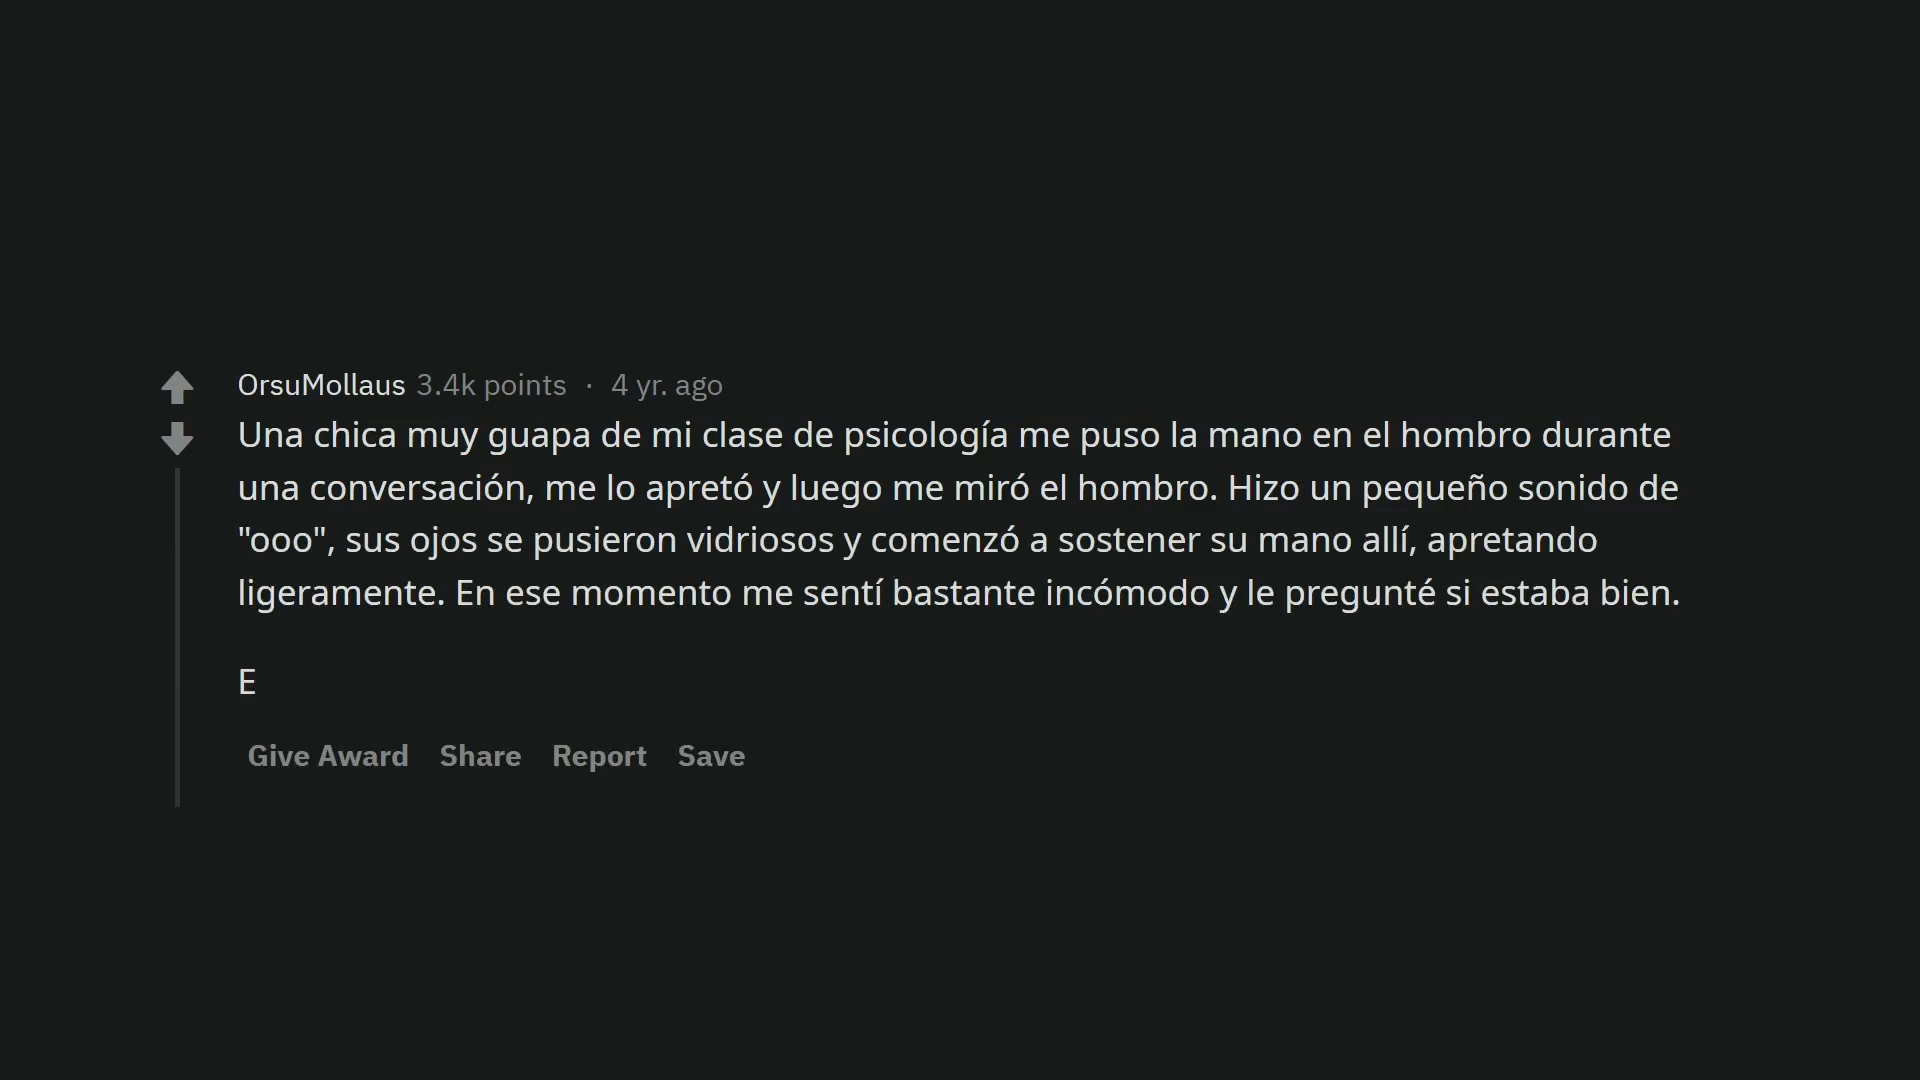 OrsuMollaus 3.4k points · 4 yr. ago
Una chica muy guapa de mi clase de psicología me puso la mano en el hombro durante
una conversación, me lo apretó y luego me miró el hombro. Hizo un pequeño sonido de
"ooo", sus ojos se pusieron vidriosos y comenzó a sostener su mano allí, apretando
ligeramente. En ese momento me sentí bastante incómodo y le pregunté si estaba bien.
E
Give Award Share Report Save